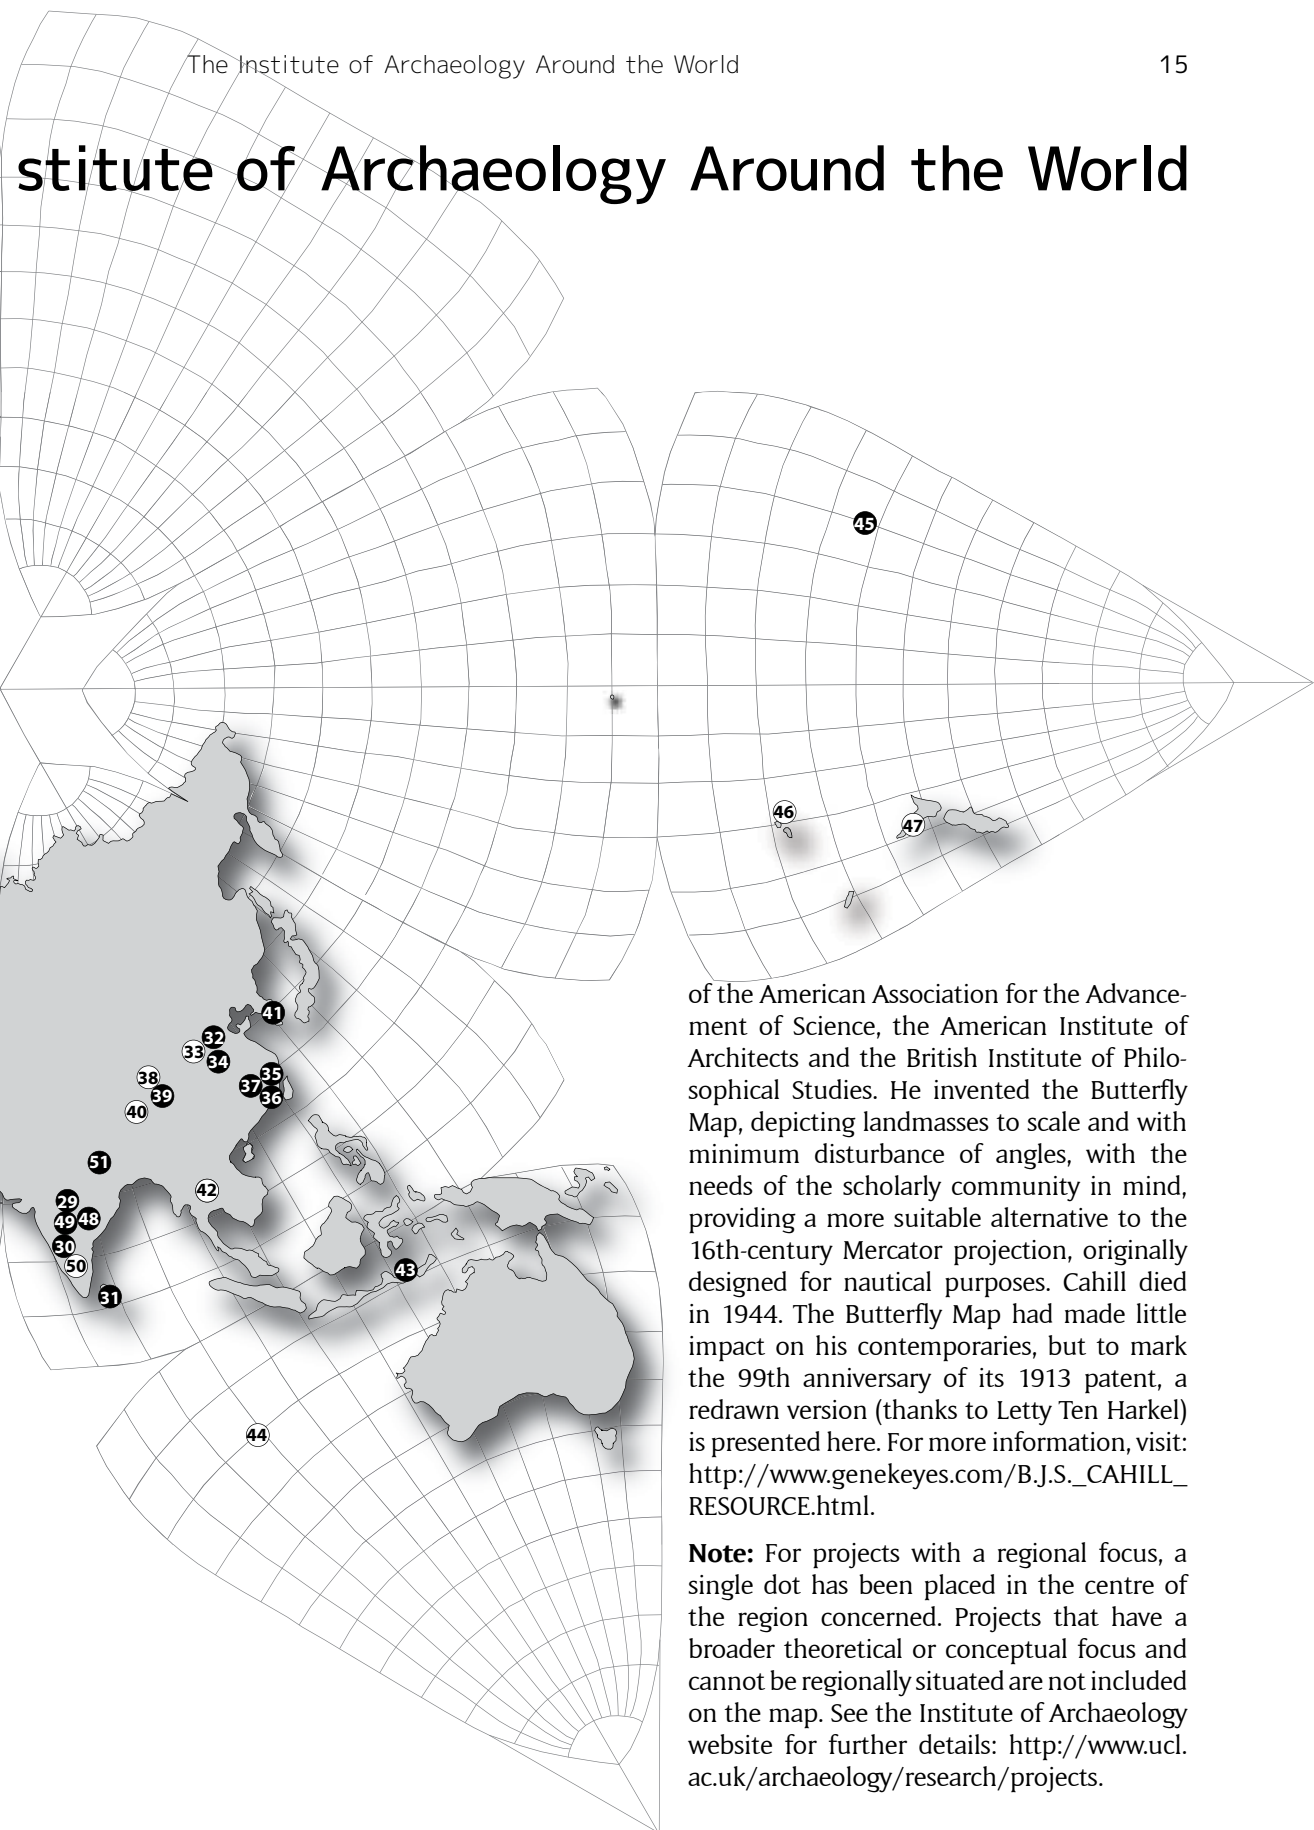 The Institute of Archaeology Around the World 15
stitute of Archaeology Around the World
45
46
47
41
32
33
34
35
38
37
39
36
40
51
42
29
49 48
30
50
43
31
44
of the American Association for the Advance-
ment of Science, the American Institute of
Architects and the British Institute of Philo-
sophical Studies. He invented the Butterfly
Map, depicting landmasses to scale and with
minimum disturbance of angles, with the
needs of the scholarly community in mind,
providing a more suitable alternative to the
16th-century Mercator projection, originally
designed for nautical purposes. Cahill died
in 1944. The Butterfly Map had made little
impact on his contemporaries, but to mark
the 99th anniversary of its 1913 patent, a
redrawn version (thanks to Letty Ten Harkel)
is presented here. For more information, visit:
http://www.genekeyes.com/B.J.S._CAHILL_
RESOURCE.html.
Note: For projects with a regional focus, a
single dot has been placed in the centre of
the region concerned. Projects that have a
broader theoretical or conceptual focus and
cannot be regionally situated are not included
on the map. See the Institute of Archaeology
website for further details: http://www.ucl.
ac.uk/archaeology/research/projects.